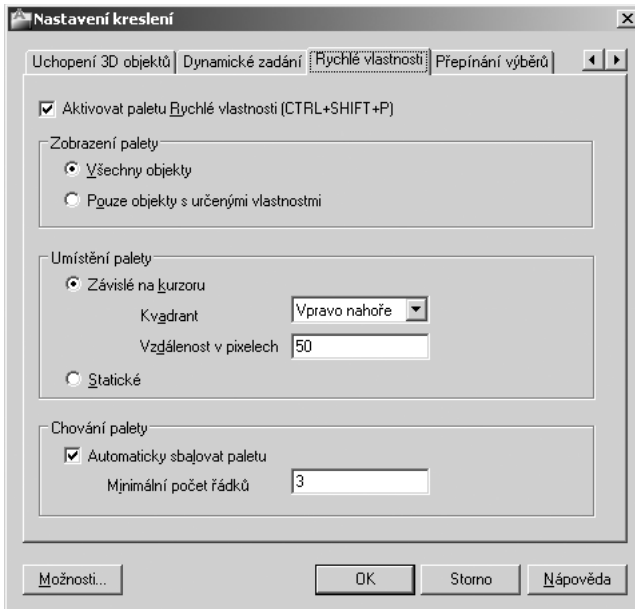 Nastavení kreslení
Uchopení 3D objektů Dynamické zadání Rychlé vlastnosti Přepínání výběrů
Aktivovat paletu Rychlé vlastnosti (CTRL+SHIFT+P)
Zobrazení palety
Všechny objekty
Pouze objekty s určenými vlastnostmi
Umístění palety
Závislé na kurzoru
Kvadrant Vpravo nahoře
Vzdálenost v pixelech 50
Statické
Chování palety
Automaticky sbalovat paletu
Minimální počet řádků 3
Možnosti... OK Storno Nápověda